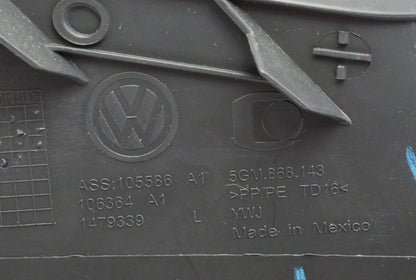 ASS:105586 A1
106364 A1
1479339 L
5GM.868.143
>PP/PE TD16<
YWJ
Made in Mexico